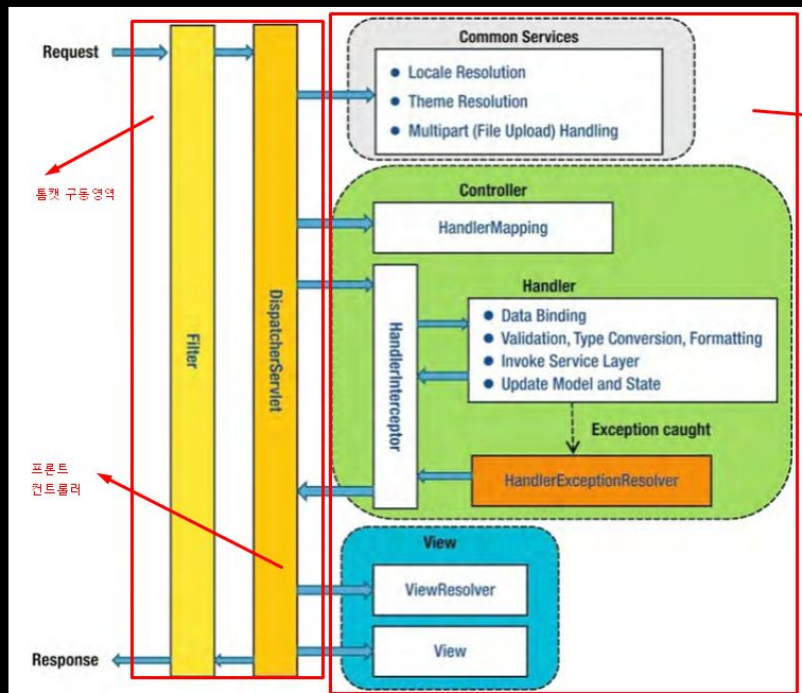 Request
Filter
DispatcherServlet
Common Services
Locale Resolution
Theme Resolution
Multipart (File Upload) Handling
톰캣 구동영역
Controller
HandlerMapping
HandlerInterceptor
Handler
Data Binding
Validation, Type Conversion, Formatting
Invoke Service Layer
Update Model and State
Exception caught
HandlerExceptionResolver
프론트
컨트롤러
View
ViewResolver
View
Response